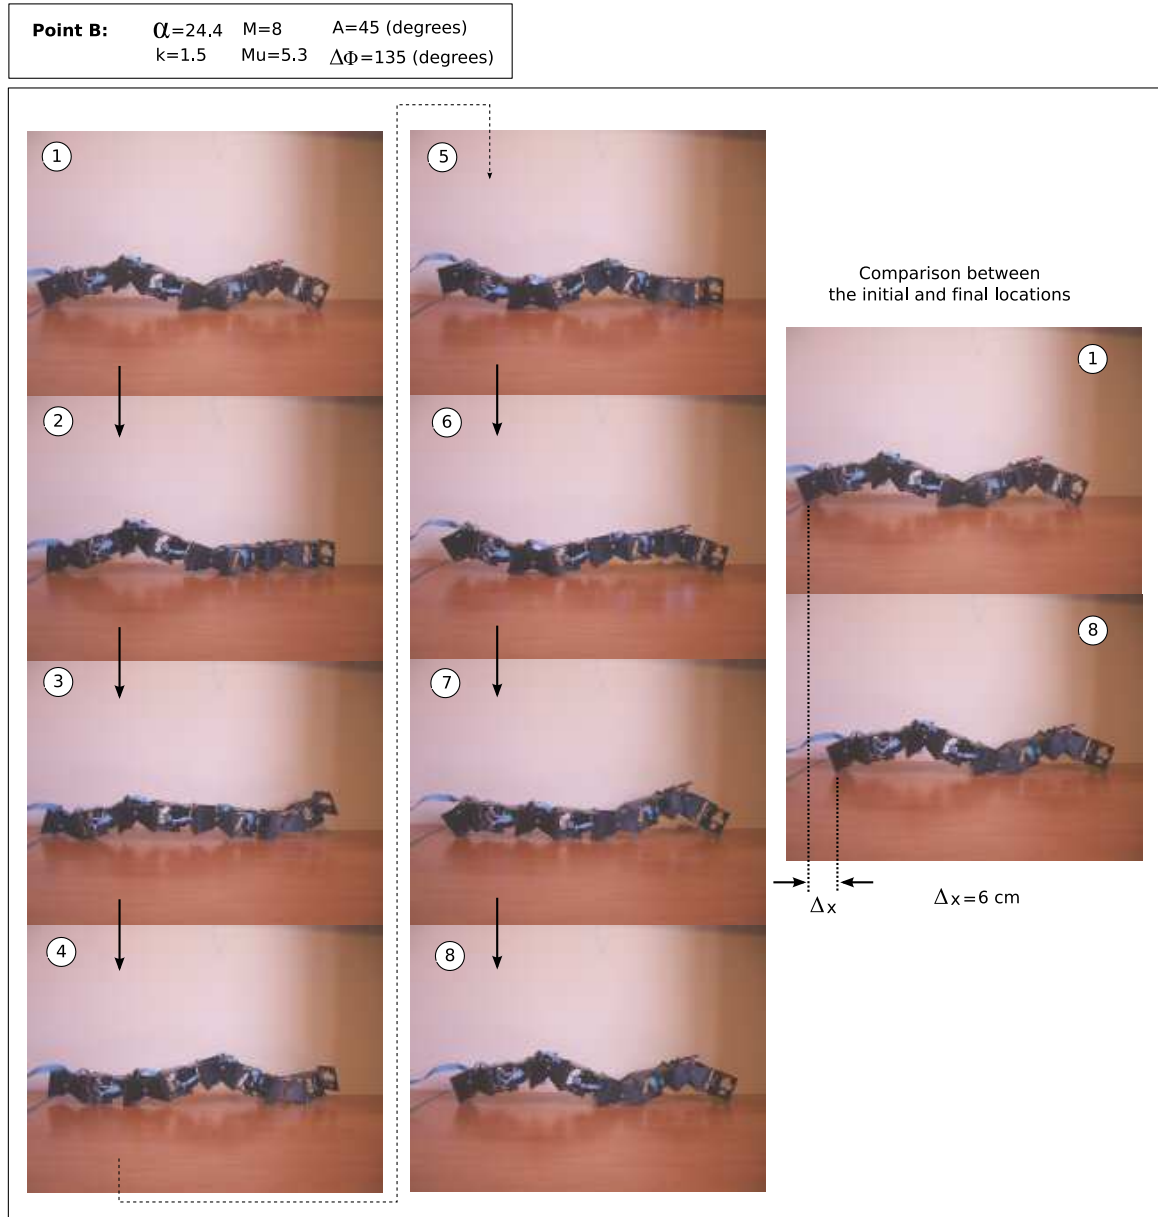 Point B: α=24.4 M=8 A=45 (degrees)
k=1.5 Mu=5.3 ΔΦ=135 (degrees)
1
2
3
4
5
6
7
8
Comparison between
the initial and final locations
1
8
Δx
Δx=6 cm